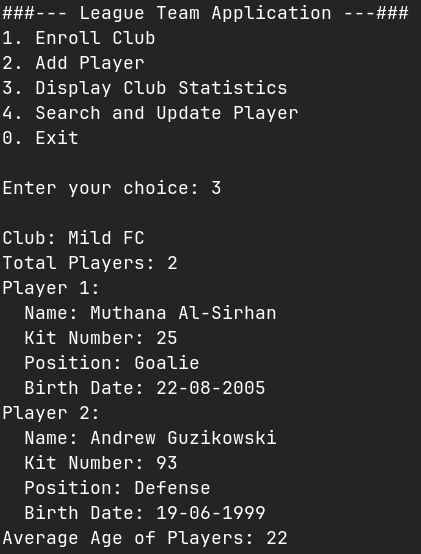 ###--- League Team Application ---###
1. Enroll Club
2. Add Player
3. Display Club Statistics
4. Search and Update Player
0. Exit
Enter your choice: 3
Club: Mild FC
Total Players: 2
Player 1:
Name: Muthana Al-Sirhan
Kit Number: 25
Position: Goalie
Birth Date: 22-08-2005
Player 2:
Name: Andrew Guzikowski
Kit Number: 93
Position: Defense
Birth Date: 19-06-1999
Average Age of Players: 22